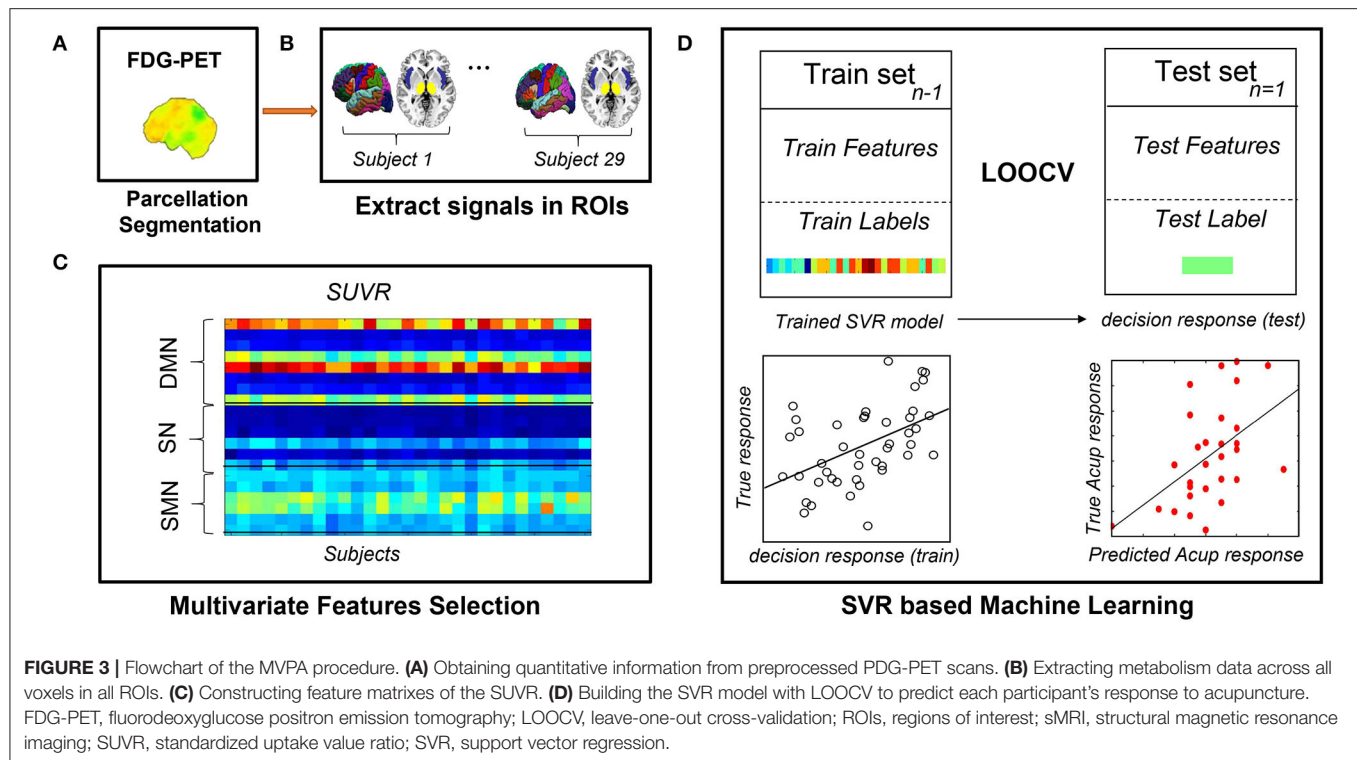 A
FDG-PET
Parcellation
Segmentation
B
...
Subject 1
Subject 29
Extract signals in ROIs
C
SUVR
DMN
SN
SMN
Subjects
Multivariate Features Selection
D
Train set
n-1
Train Features
Train Labels
LOOCV
Test set
n=1
Test Features
Test Label
Trained SVR model
decision response (test)
True response
decision response (train)
True Acup response
Predicted Acup response
SVR based Machine Learning
FIGURE 3 | Flowchart of the MVPA procedure. (A) Obtaining quantitative information from preprocessed PDG-PET scans. (B) Extracting metabolism data across all
voxels in all ROIs. (C) Constructing feature matrixes of the SUVR. (D) Building the SVR model with LOOCV to predict each participant's response to acupuncture.
FDG-PET, fluorodeoxyglucose positron emission tomography; LOOCV, leave-one-out cross-validation; ROIs, regions of interest; sMRI, structural magnetic resonance
imaging; SUVR, standardized uptake value ratio; SVR, support vector regression.